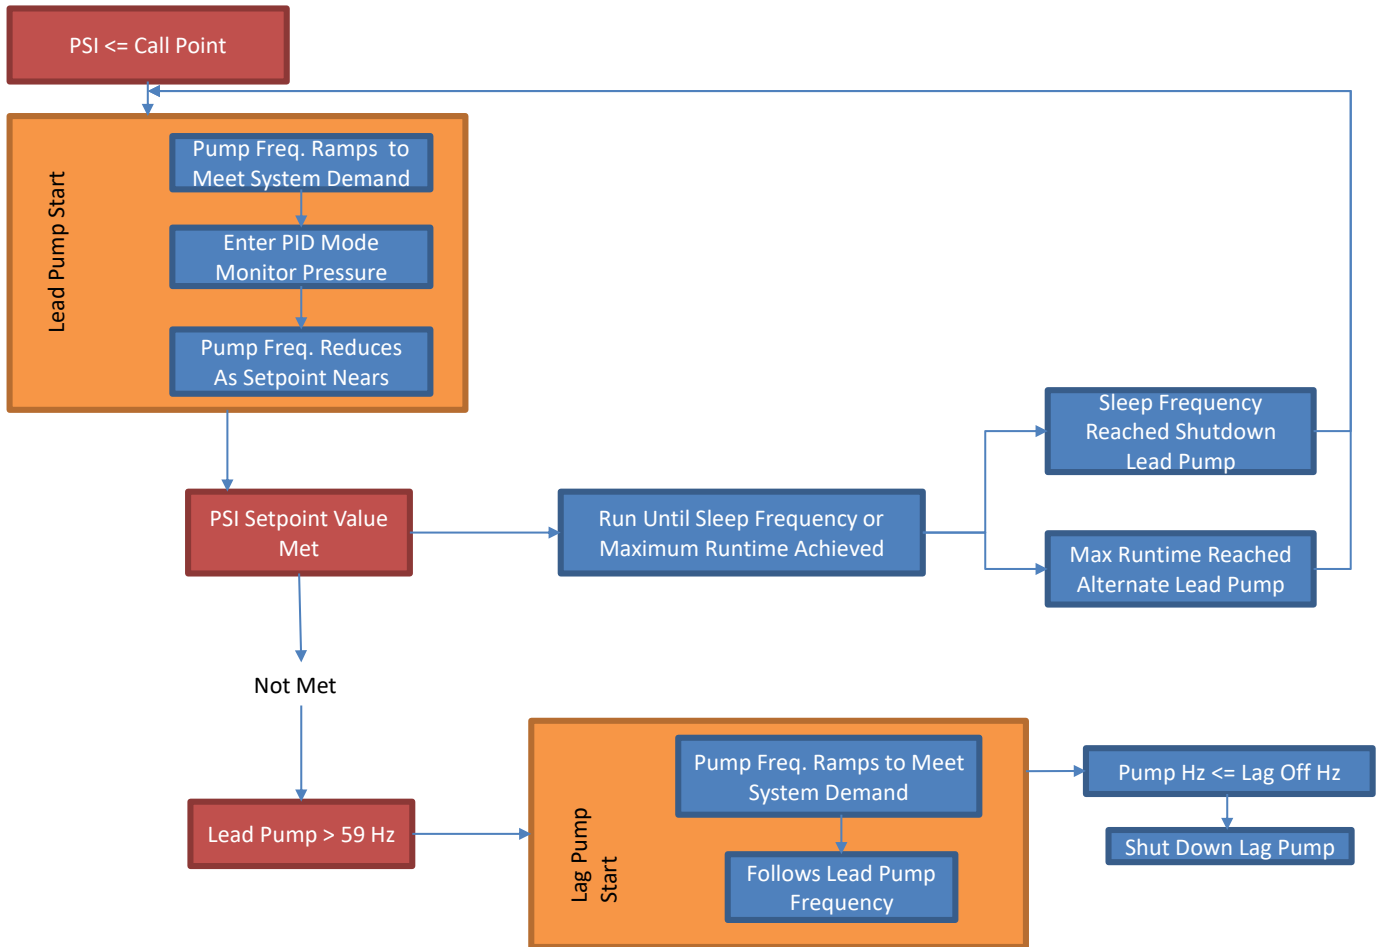 PSI <= Call Point
Lead Pump Start
Pump Freq. Ramps to
Meet System Demand
Enter PID Mode
Monitor Pressure
Pump Freq. Reduces
As Setpoint Nears
PSI Setpoint Value
Met
Run Until Sleep Frequency or
Maximum Runtime Achieved
Sleep Frequency
Reached Shutdown
Lead Pump
Max Runtime Reached
Alternate Lead Pump
Not Met
Lead Pump > 59 Hz
Lag Pump
Start
Pump Freq. Ramps to Meet
System Demand
Follows Lead Pump
Frequency
Pump Hz <= Lag Off Hz
Shut Down Lag Pump